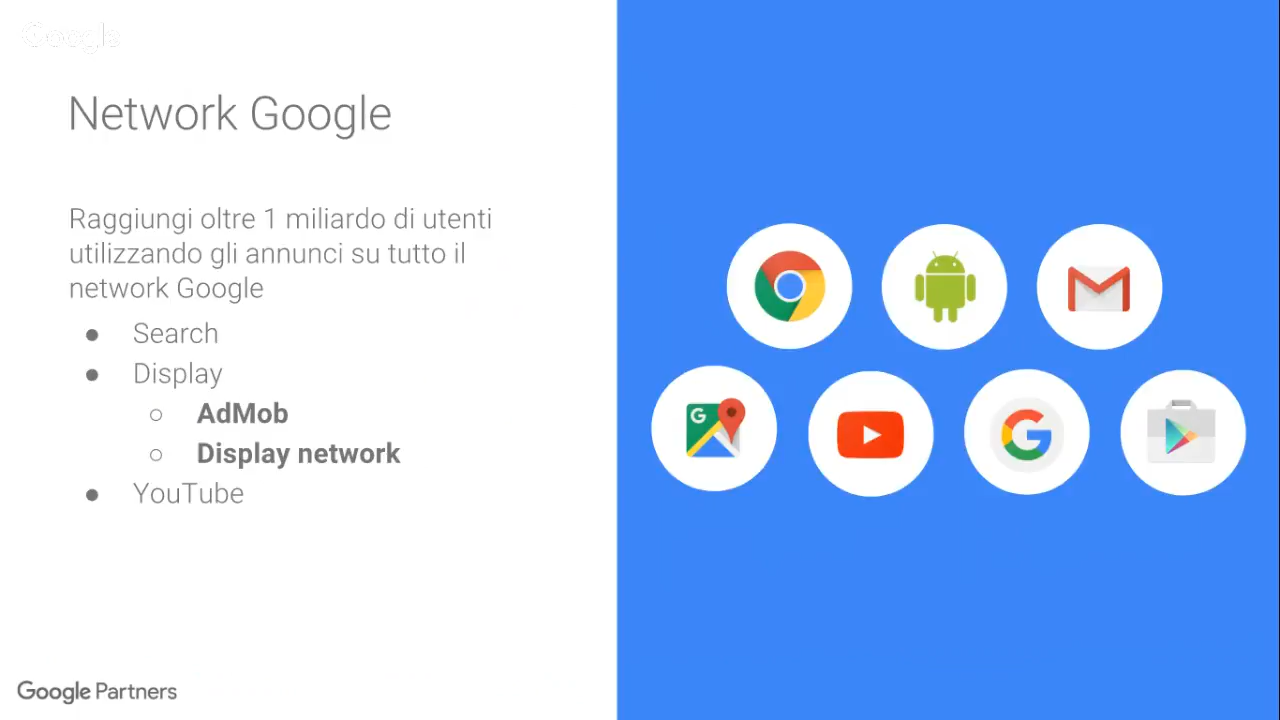 Google
Network Google
Raggiungi oltre 1 miliardo di utenti
utilizzando gli annunci su tutto il
network Google
● Search
● Display
○ AdMob
○ Display network
● YouTube
Google Partners